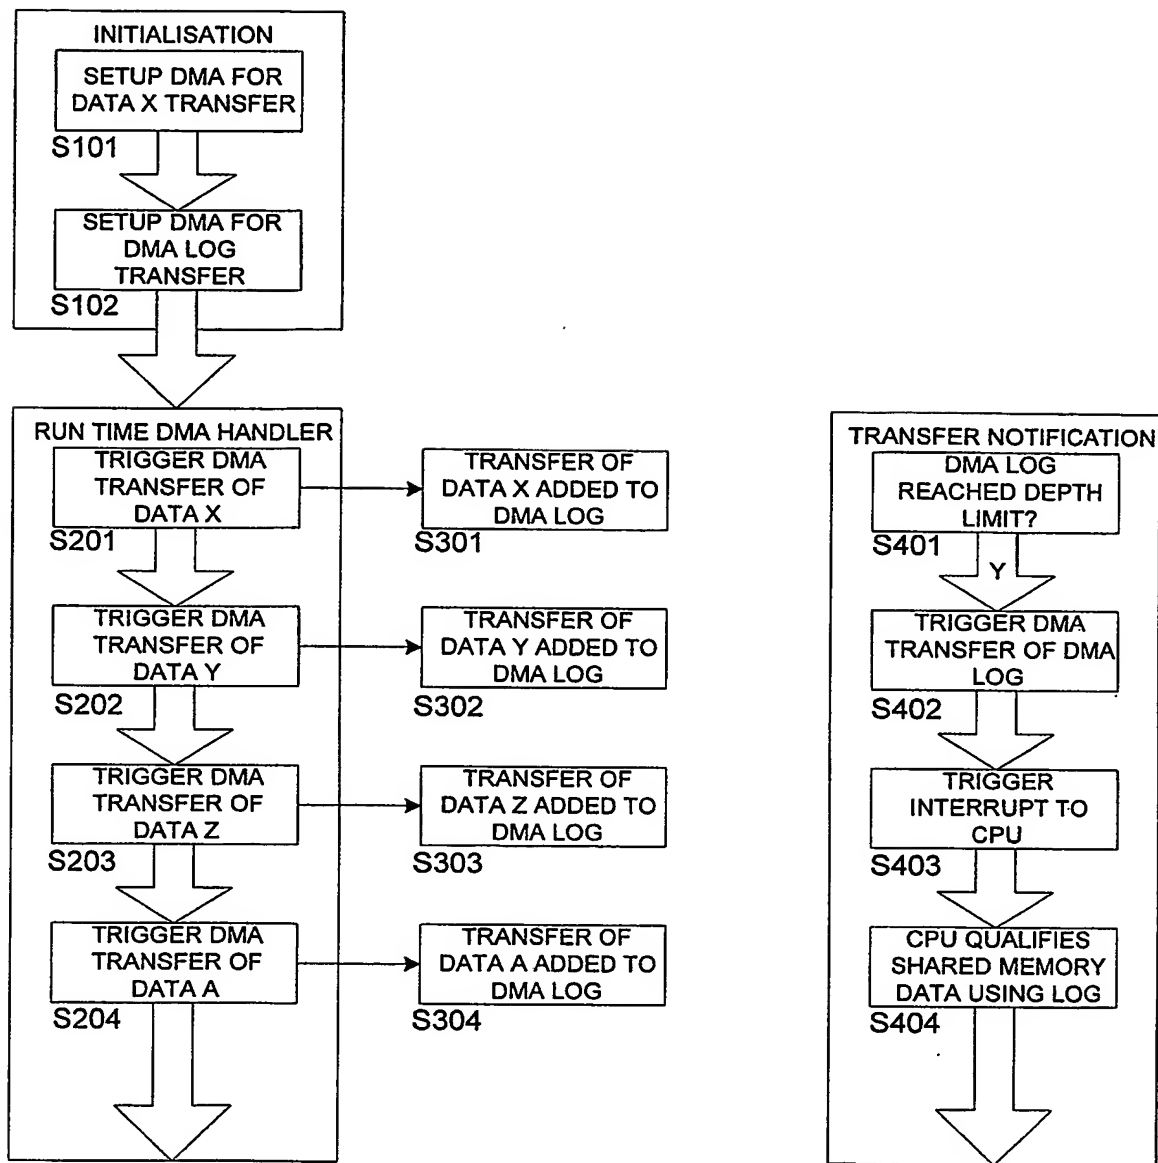 INITIALISATION
SETUP DMA FOR
DATA X TRANSFER
S101
SETUP DMA FOR
DMA LOG
TRANSFER
S102
RUN TIME DMA HANDLER
TRIGGER DMA
TRANSFER OF
DATA X
S201
TRANSFER OF
DATA X ADDED TO
DMA LOG
S301
TRIGGER DMA
TRANSFER OF
DATA Y
S202
TRANSFER OF
DATA Y ADDED TO
DMA LOG
S302
TRIGGER DMA
TRANSFER OF
DATA Z
S203
TRANSFER OF
DATA Z ADDED TO
DMA LOG
S303
TRIGGER DMA
TRANSFER OF
DATA A
S204
TRANSFER OF
DATA A ADDED TO
DMA LOG
S304
TRANSFER NOTIFICATION
DMA LOG
REACHED DEPTH
LIMIT?
S401
Y
TRIGGER DMA
TRANSFER OF DMA
LOG
S402
TRIGGER
INTERRUPT TO
CPU
S403
CPU QUALIFIES
SHARED MEMORY
DATA USING LOG
S404